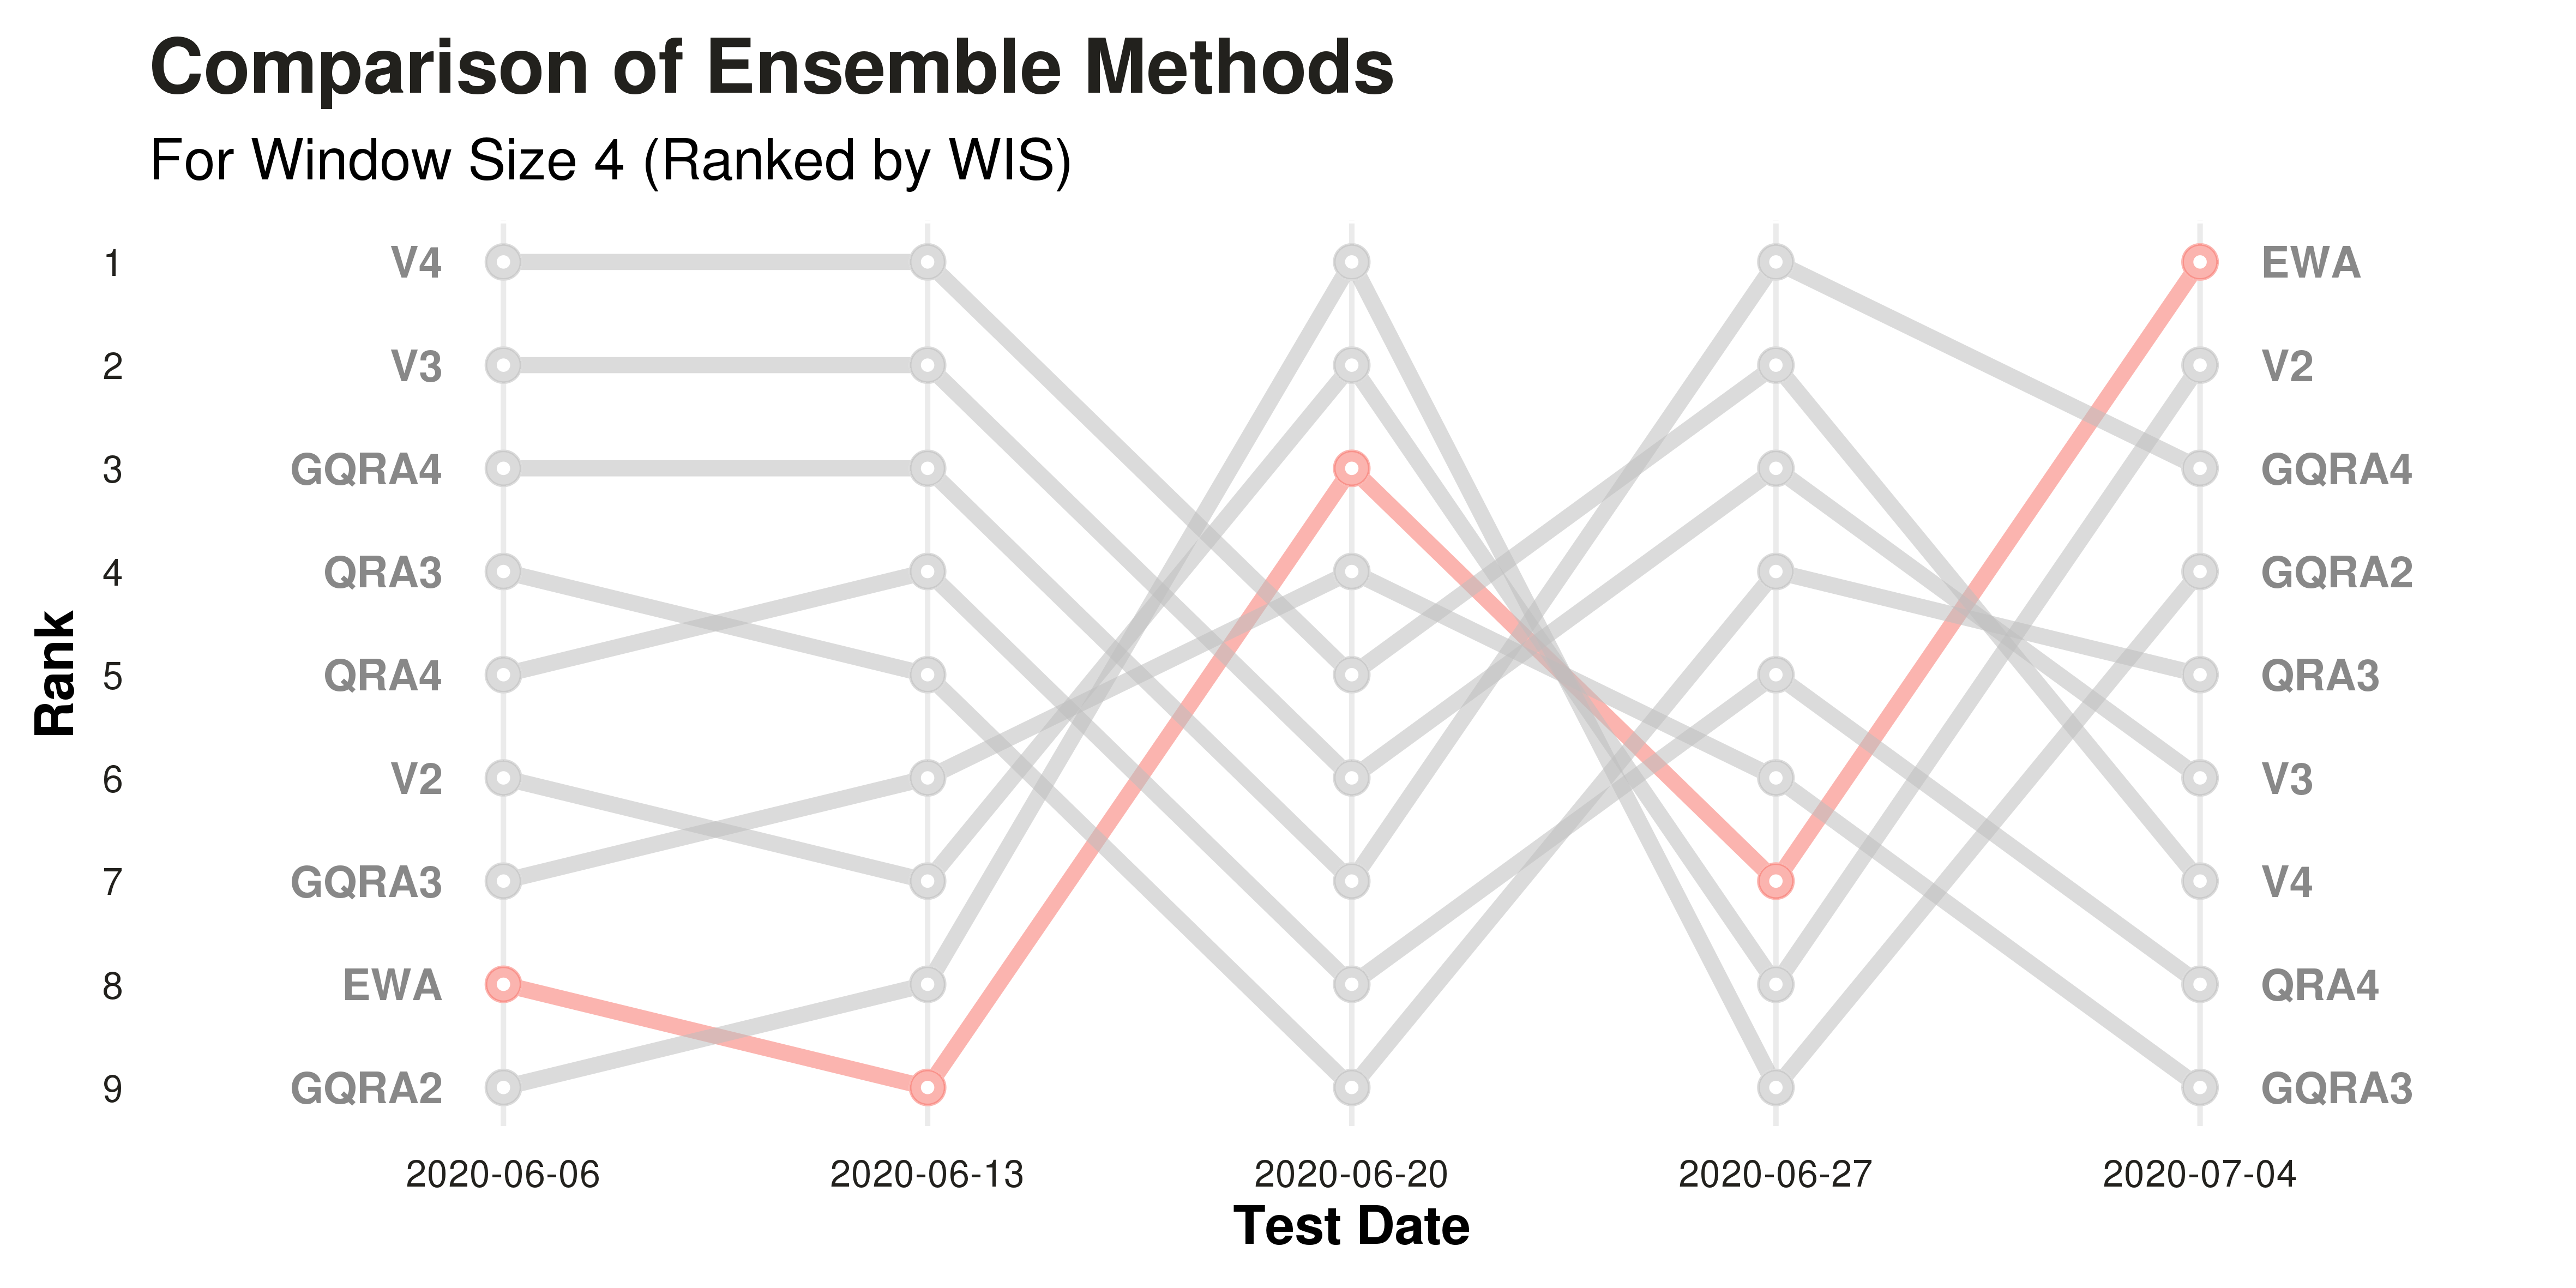 Comparison of Ensemble Methods
For Window Size 4 (Ranked by WIS)
Rank
1 V4 EWA
2 V3 V2
3 GQRA4 GQRA4
4 QRA3 GQRA2
5 QRA4 QRA3
6 V2 V3
7 GQRA3 V4
8 EWA QRA4
9 GQRA2 GQRA3
2020-06-06 2020-06-13 2020-06-20 2020-06-27 2020-07-04
Test Date